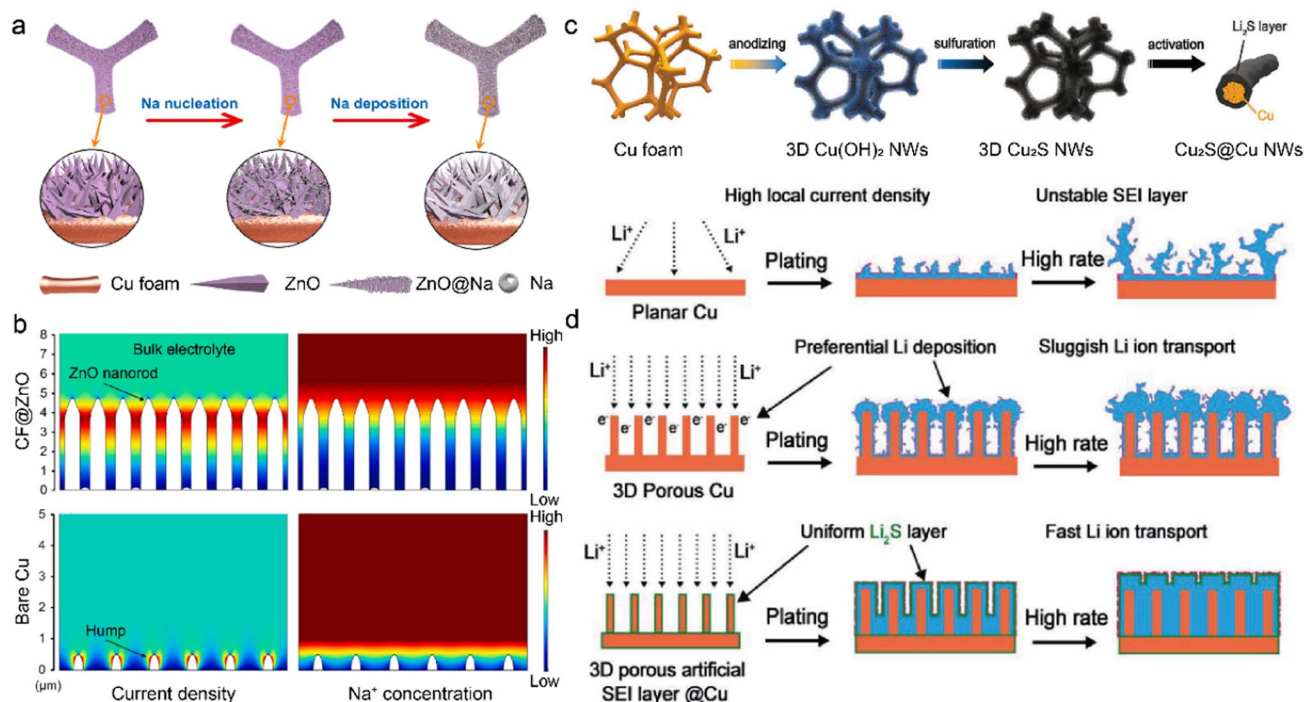 a
Na nucleation
Na deposition
Cu foam
ZnO
ZnO@Na
Na
b
CF@ZnO
8
7
6
5
4
3
2
1
0
Bulk electrolyte
ZnO nanorod
High
Low
Bare Cu
5
4
3
2
1
0
(μm)
Hump
High
Low
Current density
Na⁺ concentration
c
anodizing
sulfuration
activation
Li₂S layer
Cu
Cu foam
3D Cu(OH)₂ NWs
3D Cu₂S NWs
Cu₂S@Cu NWs
High local current density
Unstable SEI layer
Li⁺
Li⁺
Plating
High rate
Planar Cu
d
Preferential Li deposition
Sluggish Li ion transport
Li⁺
Li⁺
e⁻ e⁻ e⁻ e⁻ e⁻ e⁻ e⁻
Plating
High rate
3D Porous Cu
Uniform Li₂S layer
Fast Li ion transport
Li⁺
Li⁺
Plating
High rate
3D porous artificial
SEI layer @Cu